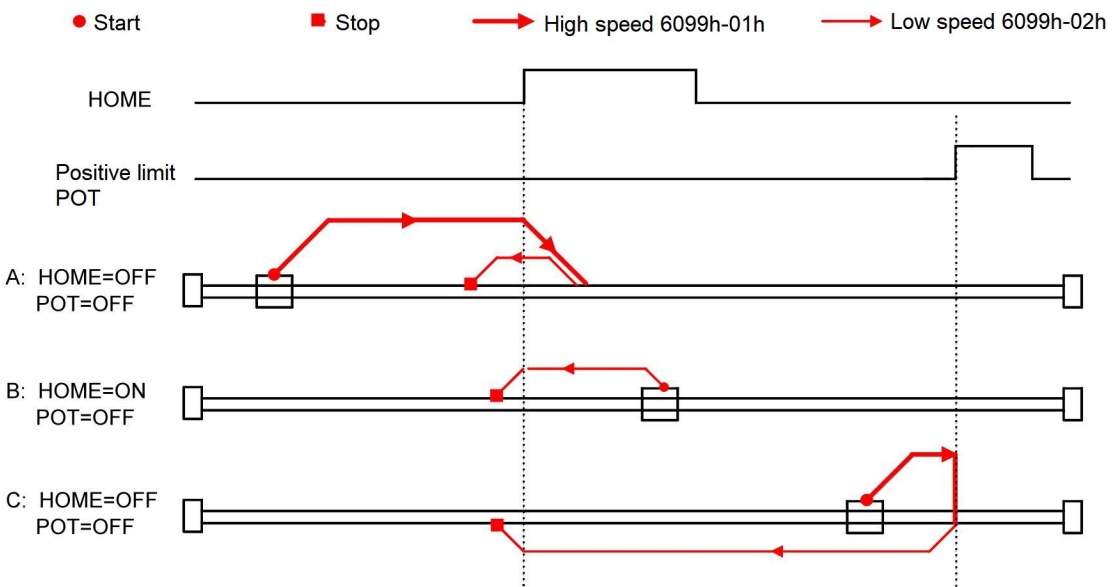 Start
Stop
High speed 6099h-01h
Low speed 6099h-02h
HOME
Positive limit
POT
A: HOME=OFF
POT=OFF
B: HOME=ON
POT=OFF
C: HOME=OFF
POT=OFF